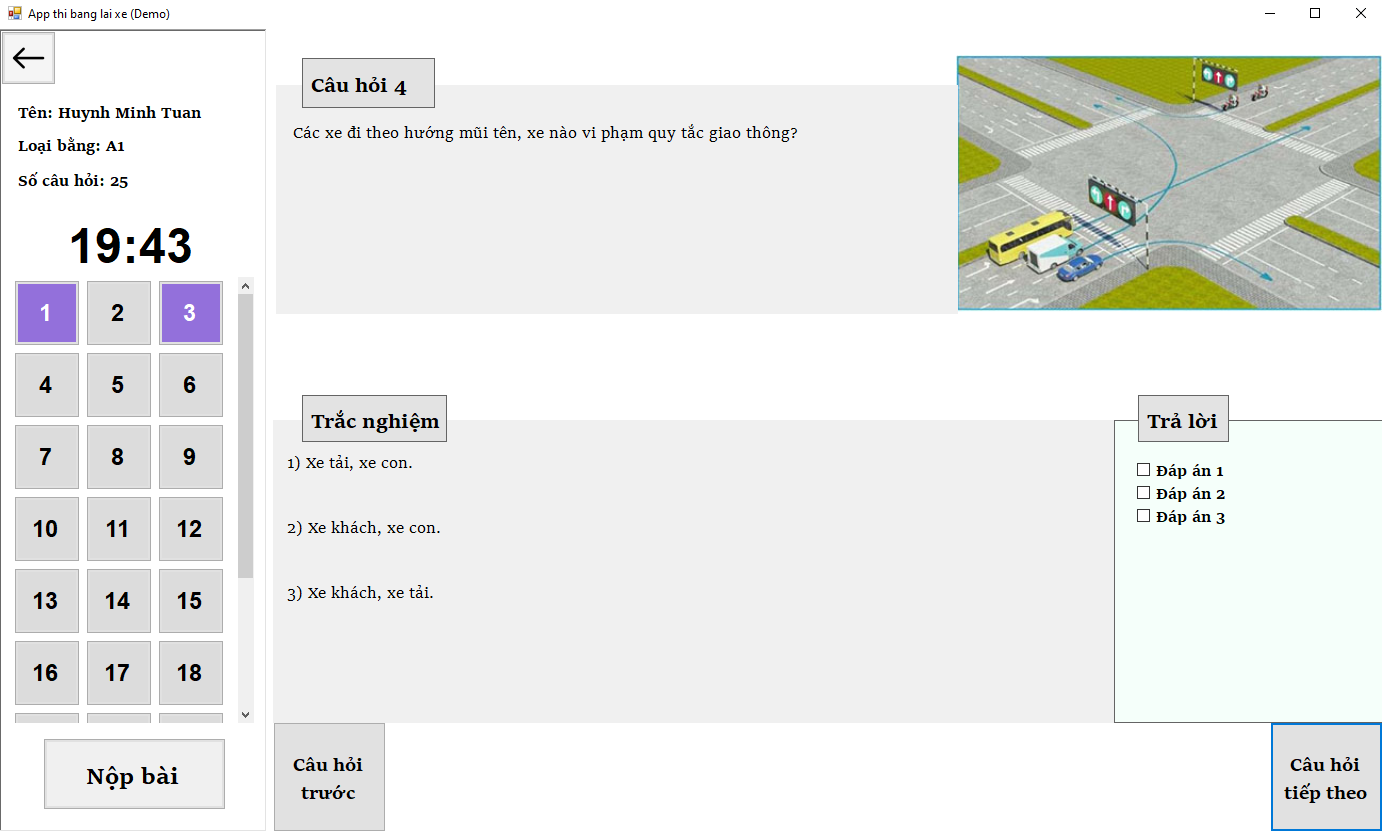 App thi bang lai xe (Demo)
Tên: Huynh Minh Tuan
Loại bằng: A1
Số câu hỏi: 25
19:43
1 2 3
4 5 6
7 8 9
10 11 12
13 14 15
16 17 18
Nộp bài
Câu hỏi 4
Các xe đi theo hướng mũi tên, xe nào vi phạm quy tắc giao thông?
Trắc nghiệm
1) Xe tải, xe con.
2) Xe khách, xe con.
3) Xe khách, xe tải.
Trả lời
Đáp án 1
Đáp án 2
Đáp án 3
Câu hỏi
trước
Câu hỏi
tiếp theo